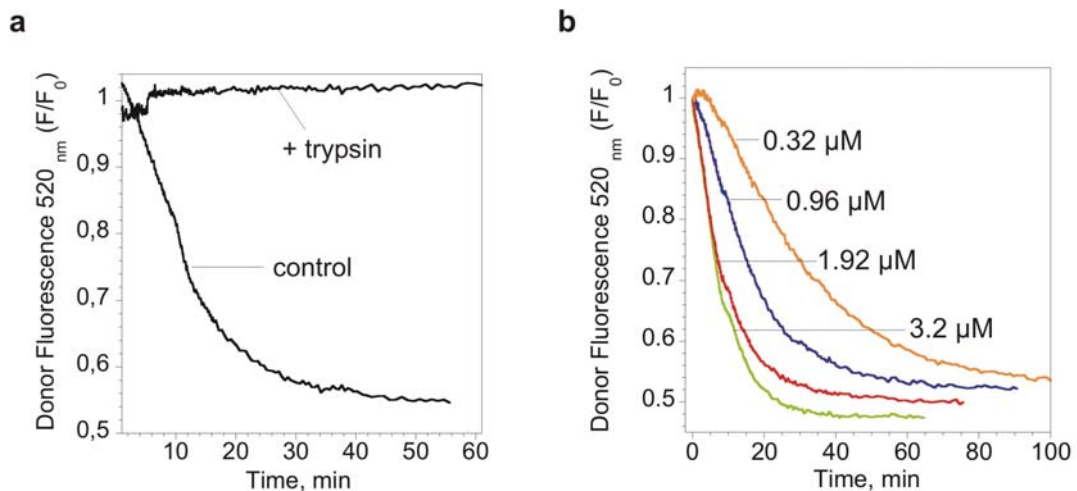 a
Donor Fluorescence 520 nm (F/F0)
1
0,9
0,8
0,7
0,6
0,5
+ trypsin
control
10 20 30 40 50 60
Time, min
b
Donor Fluorescence 520 nm (F/F0)
1
0.9
0.8
0.7
0.6
0.5
0.32 µM
0.96 µM
1.92 µM
3.2 µM
0 20 40 60 80 100
Time, min